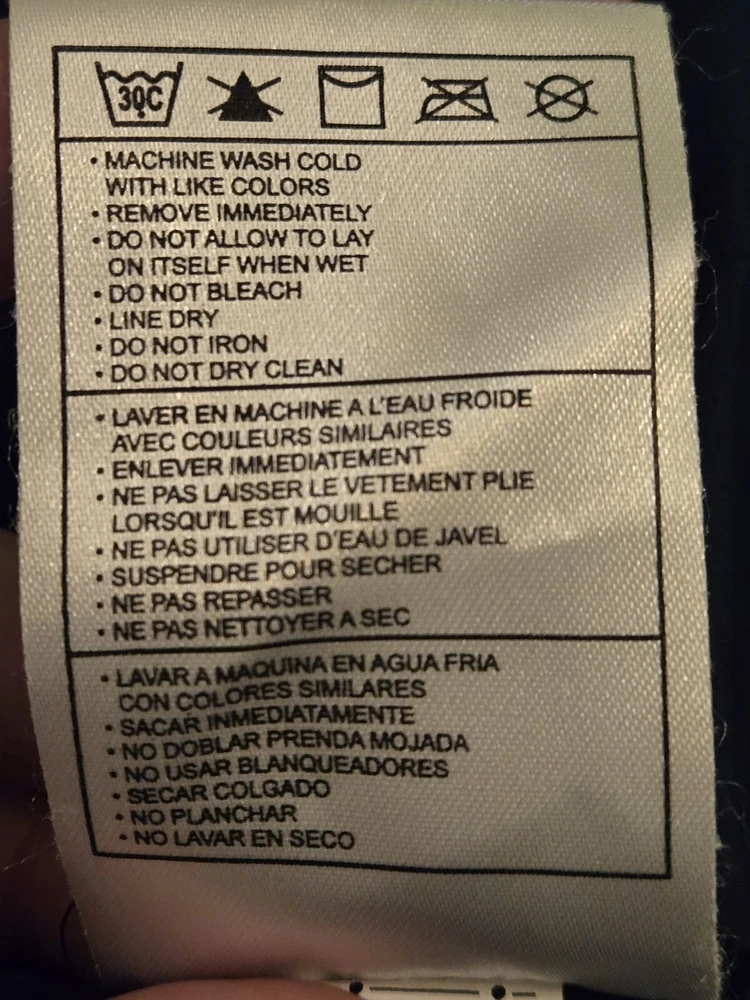 30C
• MACHINE WASH COLD
WITH LIKE COLORS
• REMOVE IMMEDIATELY
• DO NOT ALLOW TO LAY
ON ITSELF WHEN WET
• DO NOT BLEACH
• LINE DRY
• DO NOT IRON
• DO NOT DRY CLEAN
• LAVER EN MACHINE A L'EAU FROIDE
AVEC COULEURS SIMILAIRES
• ENLEVER IMMEDIATEMENT
• NE PAS LAISSER LE VETEMENT PLIE
LORSQU'IL EST MOUILLE
• NE PAS UTILISER D'EAU DE JAVEL
• SUSPENDRE POUR SECHER
• NE PAS REPASSER
• NE PAS NETTOYER A SEC
• LAVAR A MAQUINA EN AGUA FRIA
CON COLORES SIMILARES
• SACAR INMEDIATAMENTE
• NO DOBLAR PRENDA MOJADA
• NO USAR BLANQUEADORES
• SECAR COLGADO
• NO PLANCHAR
• NO LAVAR EN SECO